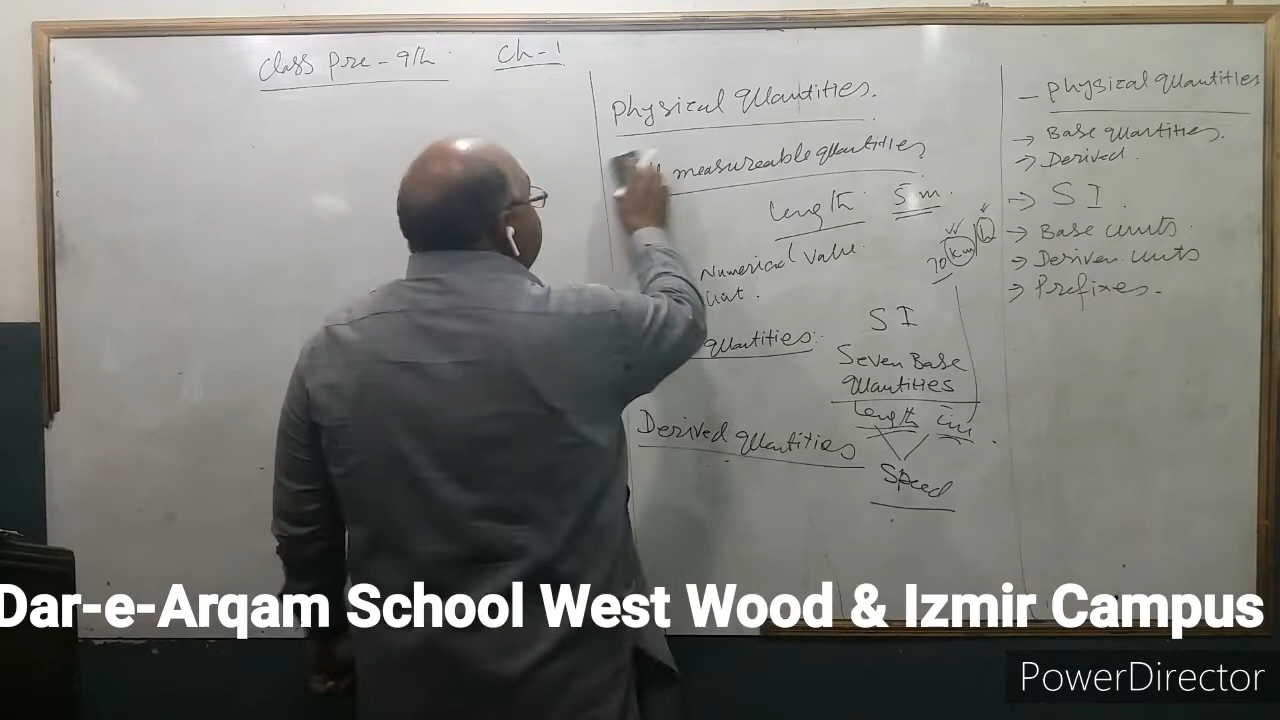 Class Pre-9th Ch-1
Physical Quantities.
measureable quantities
Length 5 m.
Numerical value.
Unit.
70 km/h
quantities:
SI
Seven Base
Quantities
Length
Derived quantities
Speed
- Physical Quantities
→ Base quantities.
→ Derived.
→ SI.
→ Base units.
→ Deriven units
→ Prefixes.
Dar-e-Arqam School West Wood & Izmir Campus
PowerDirector